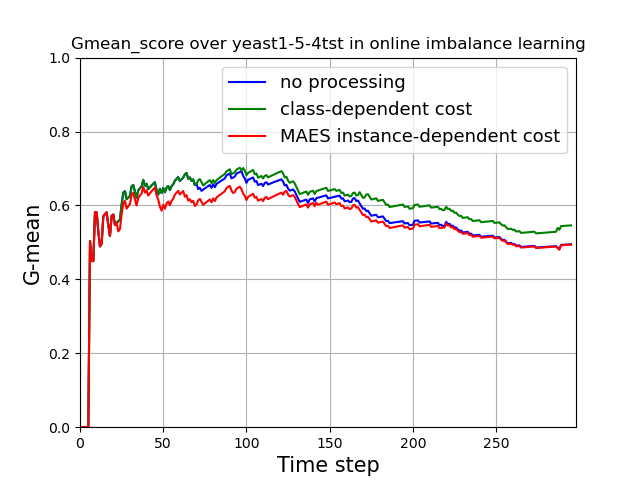 Gmean_score over yeast1-5-4tst in online imbalance learning
1.0
0.8
0.6
0.4
0.2
0.0
G-mean
no processing
class-dependent cost
MAES instance-dependent cost
0 50 100 150 200 250
Time step